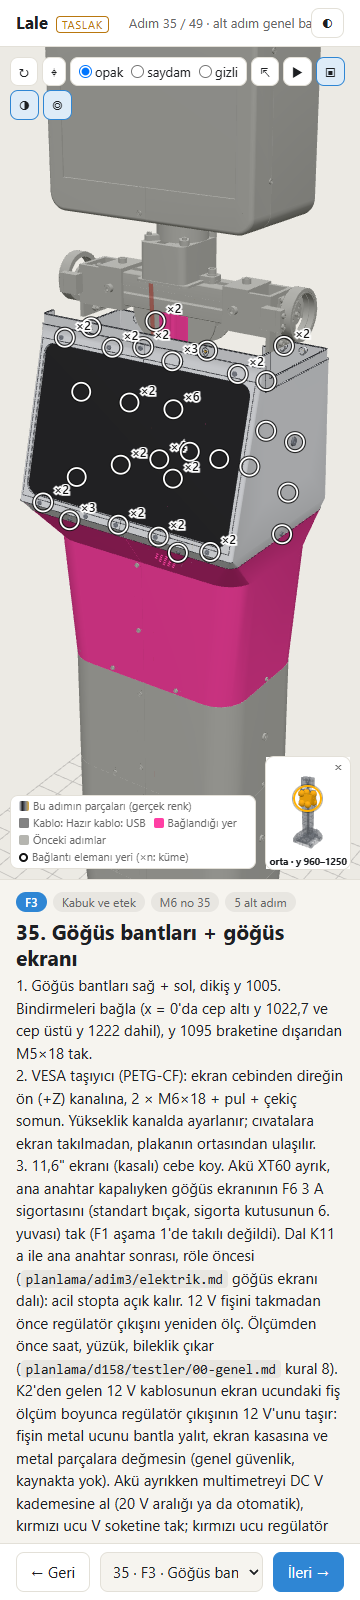 Lale TASLAK Adım 35 / 49 · alt adım genel ba
opak saydam gizli
×2
×2
×2
×2
×2
×3
×2
×2
×6
×2
×2
×2
×3
×2
×2
×2
Bu adımın parçaları (gerçek renk)
Kablo: Hazır kablo: USB Bağlandığı yer
Önceki adımlar
Bağlantı elemanı yeri (×n: küme)
orta · y 960–1250
F3 Kabuk ve etek M6 no 35 5 alt adım
35. Göğüs bantları + göğüs
ekranı
1. Göğüs bantları sağ + sol, dikiş y 1005.
Bindirmeleri bağla (x = 0'da cep altı y 1022,7 ve
cep üstü y 1222 dahil), y 1095 braketine dışarıdan
M5×18 tak.
2. VESA taşıyıcı (PETG-CF): ekran cebinden direğin
ön (+Z) kanalına, 2 × M6×18 + pul + çekiç
somun. Yükseklik kanalda ayarlanır; cıvatalara
ekran takılmadan, plakanın ortasından ulaşılır.
3. 11,6" ekranı (kasalı) cebe koy. Akü XT60 ayrık,
ana anahtar kapalıyken göğüs ekranının F6 3 A
sigortasını (standart bıçak, sigorta kutusunun 6.
yuvası) tak (F1 aşama 1'de takılı değildi). Dal K11
a ile ana anahtar sonrası, röle öncesi
(planlama/adim3/elektrik.md göğüs ekranı
dalı): acil stopta açık kalır. 12 V fişini takmadan
önce regülatör çıkışını yeniden ölç. Ölçümden
önce saat, yüzük, bileklik çıkar
(planlama/d158/testler/00-genel.md kural 8).
K2'den gelen 12 V kablosunun ekran ucundaki fiş
ölçüm boyunca regülatör çıkışının 12 V'unu taşır:
fişin metal ucunu bantla yalıt, ekran kasasına ve
metal parçalara değmesin (genel güvenlik,
kaynakta yok). Akü ayrıkken multimetreyi DC V
kademesine al (20 V aralığı ya da otomatik),
kırmızı ucu V soketine tak; kırmızı ucu regülatör
← Geri 35 · F3 · Göğüs ban İleri →